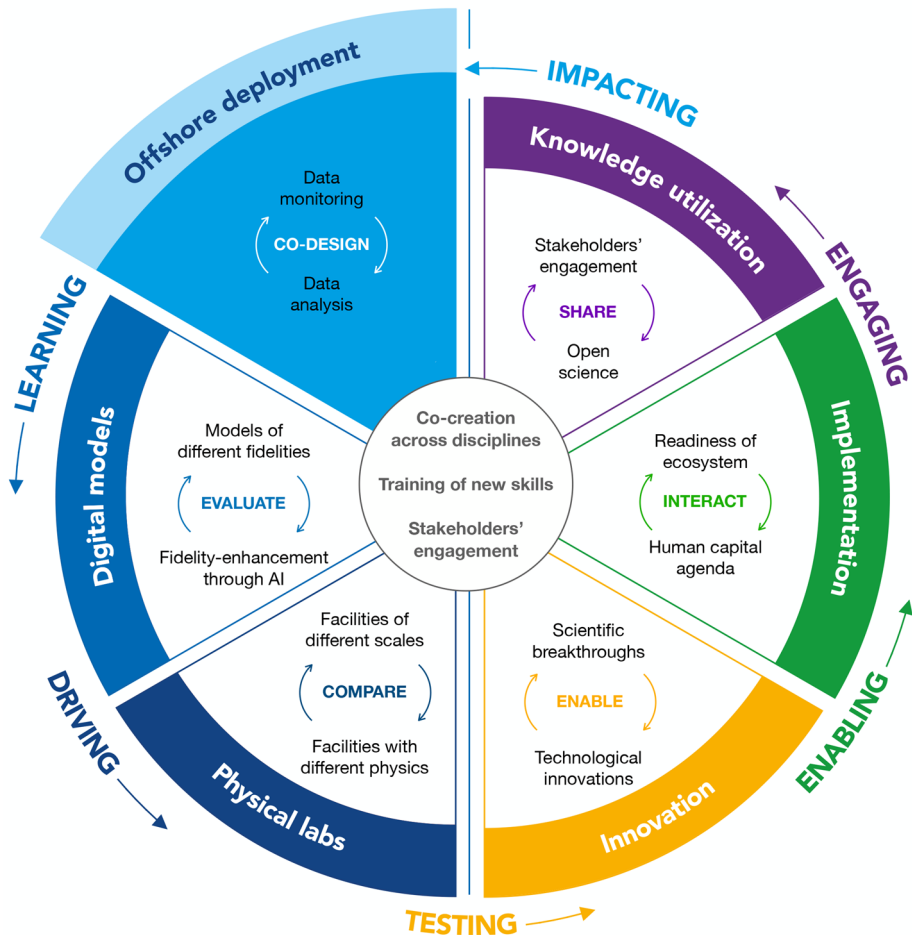 Offshore deployment
Data
monitoring
CO-DESIGN
Data
analysis
IMPACTING
Knowledge utilization
Stakeholders’
engagement
SHARE
Open
science
ENGAGING
Implementation
Readiness of
ecosystem
INTERACT
Human capital
agenda
ENABLING
Innovation
Scientific
breakthroughs
ENABLE
Technological
innovations
TESTING
Physical labs
Facilities of
different scales
COMPARE
Facilities with
different physics
DRIVING
Digital models
Models of
different fidelities
EVALUATE
Fidelity-enhancement
through AI
LEARNING
Co-creation
across disciplines
Training of new skills
Stakeholders’
engagement